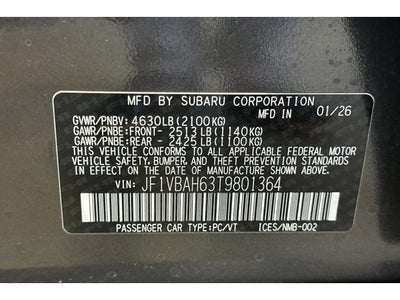 MFD BY SUBARU CORPORATION
GVWR/PNBV: 4630LB (2100KG) 01/26
GAWR/PNBE:FRONT- 2513 LB (1140KG)
GAWR/PNBE:REAR - 2425 LB (1100KG)
THIS VEHICLE CONFORMS TO ALL APPLICABLE FEDERAL MOTOR VEHICLE
SAFETY, BUMPER, AND THEFT PREVENTION STANDARDS
IN EFFECT ON THE DATE OF MANUFACTURE SHOWN ABOVE.
VIN: JF1VBAH63T9801364
PASSENGER CAR TYPE:PC/VT ICES/NMB-002